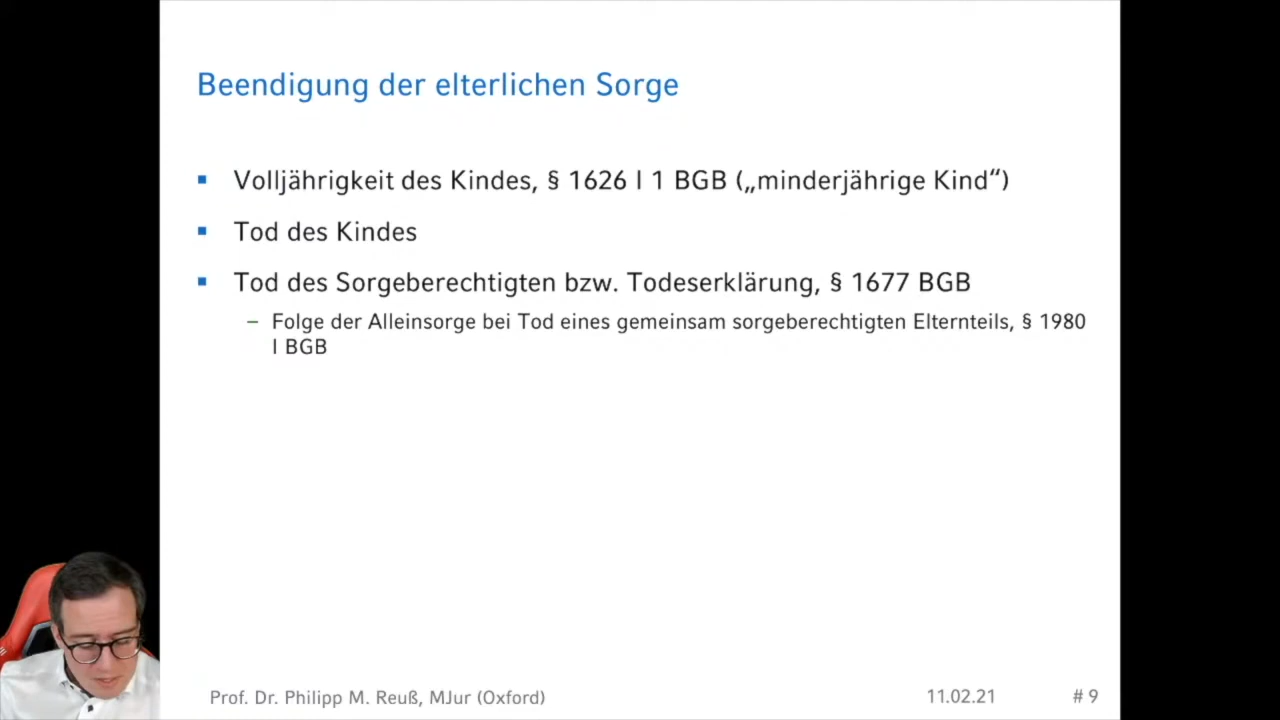 Beendigung der elterlichen Sorge
▪ Volljährigkeit des Kindes, § 1626 I 1 BGB („minderjährige Kind“)
▪ Tod des Kindes
▪ Tod des Sorgeberechtigten bzw. Todeserklärung, § 1677 BGB
– Folge der Alleinsorge bei Tod eines gemeinsam sorgeberechtigten Elternteils, § 1980
I BGB
Prof. Dr. Philipp M. Reuß, MJur (Oxford)
11.02.21
# 9